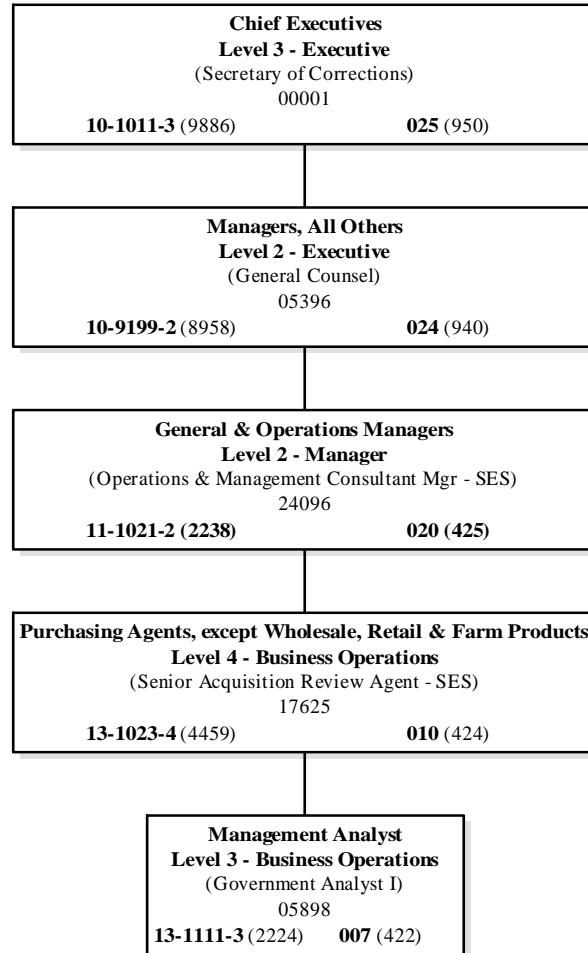 Chief Executives
Level 3 - Executive
(Secretary of Corrections)
00001
10-1011-3 (9886) 025 (950)
Managers, All Others
Level 2 - Executive
(General Counsel)
05396
10-9199-2 (8958) 024 (940)
General & Operations Managers
Level 2 - Manager
(Operations & Management Consultant Mgr - SES)
24096
11-1021-2 (2238) 020 (425)
Purchasing Agents, except Wholesale, Retail & Farm Products
Level 4 - Business Operations
(Senior Acquisition Review Agent - SES)
17625
13-1023-4 (4459) 010 (424)
Management Analyst
Level 3 - Business Operations
(Government Analyst I)
05898
13-1111-3 (2224) 007 (422)